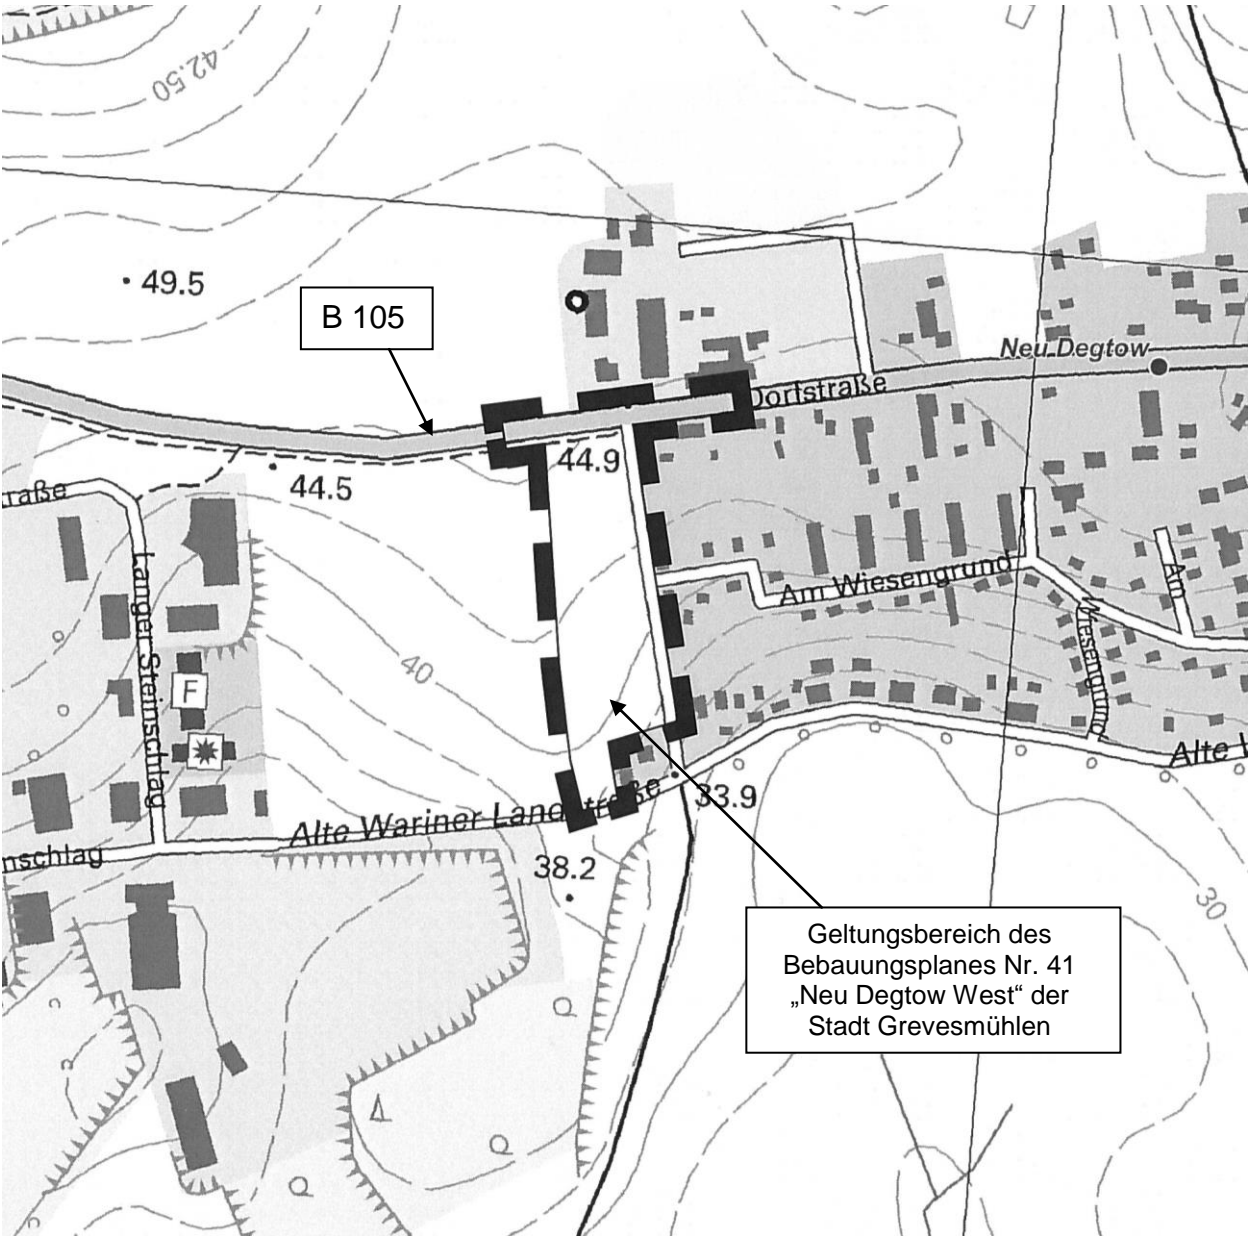 42.50
49.5
B 105
Neu Degtow
Dorfstraße
44.9
44.5
raße
Langer Steinschlag
Am Wiesengrund
Am
Wiesengrund
40
F
Alte Wariner Landstraße
33.9
Alte W
nschlag
38.2
30
Geltungsbereich des
Bebauungsplanes Nr. 41
„Neu Degtow West“ der
Stadt Grevesmühlen